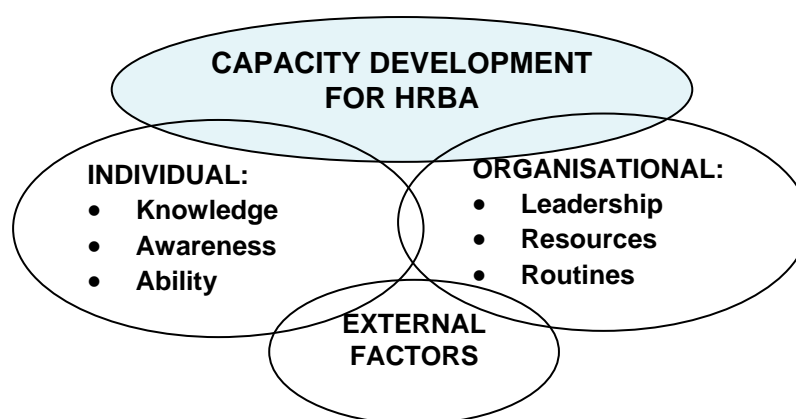 CAPACITY DEVELOPMENT
FOR HRBA
INDIVIDUAL:
• Knowledge
• Awareness
• Ability
ORGANISATIONAL:
• Leadership
• Resources
• Routines
EXTERNAL
FACTORS